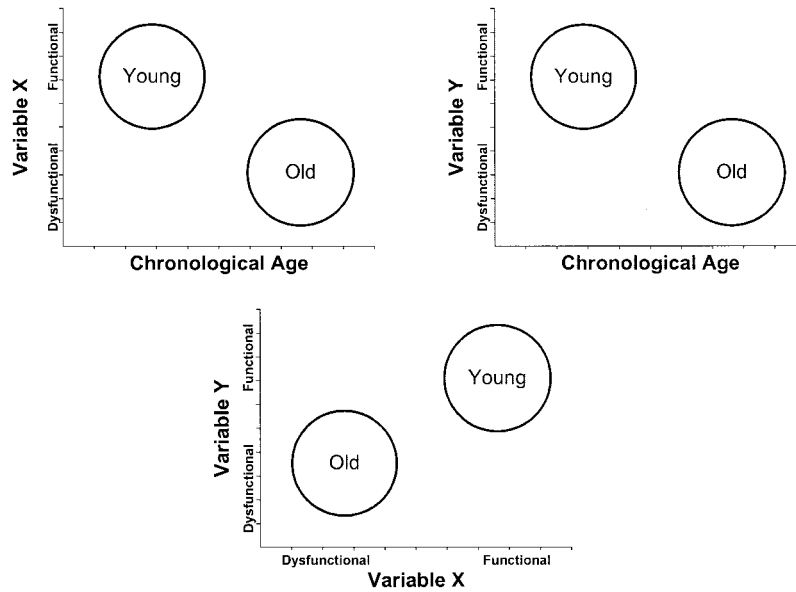 Variable X
Functional
Dysfunctional
Young
Old
Chronological Age
Variable Y
Functional
Dysfunctional
Young
Old
Chronological Age
Variable Y
Functional
Dysfunctional
Young
Old
Dysfunctional
Functional
Variable X